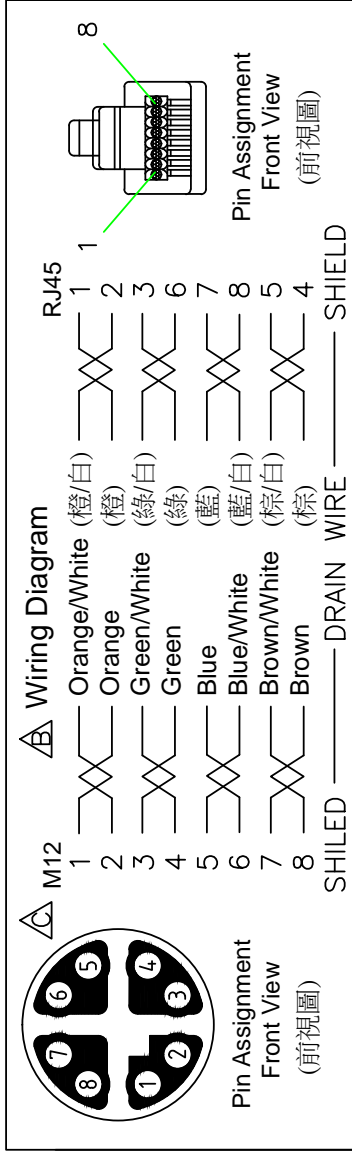 C M12
B Wiring Diagram
RJ45
1 Orange/White (橙/白) 1
2 Orange (橙) 2
3 Green/White (綠/白) 3
4 Green (綠) 6
5 Blue (藍) 7
6 Blue/White (藍/白) 8
7 Brown/White (棕/白) 5
8 Brown (棕) 4
SHILED DRAIN WIRE SHIELD
6 5
7 4
8 3
1 2
Pin Assignment
Front View
(前視圖)
1 8
Pin Assignment
Front View
(前視圖)